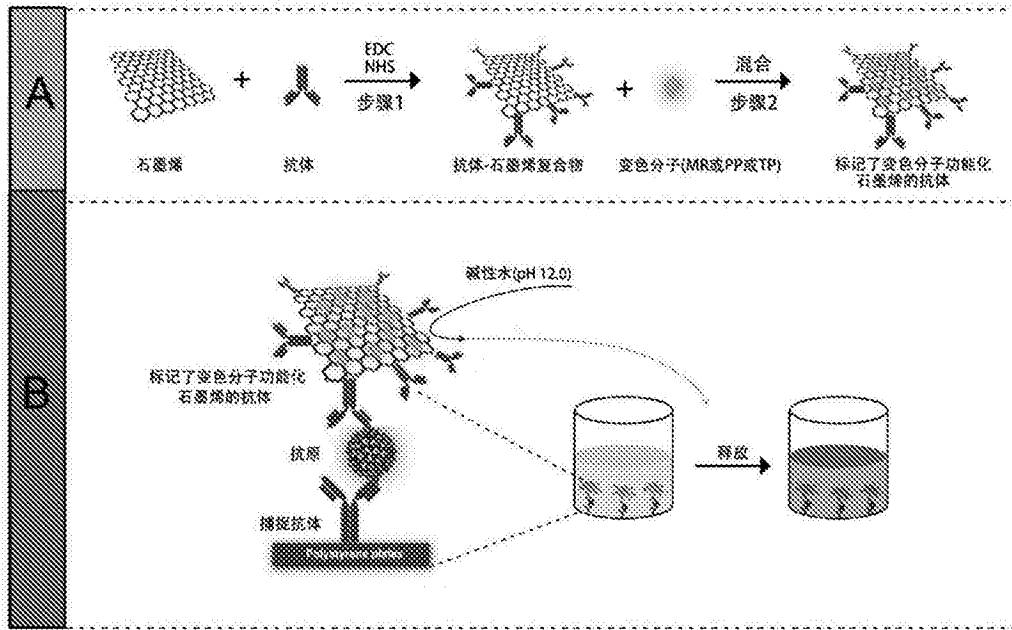 A
EDC
NHS
步骤1
混合
步骤2
石墨烯
抗体
抗体-石墨烯复合物
变色分子(MR或PP或TP)
标记了变色分子功能化
石墨烯的抗体
B
碱性水(pH 12.0)
标记了变色分子功能化
石墨烯的抗体
抗原
捕捉抗体
释放